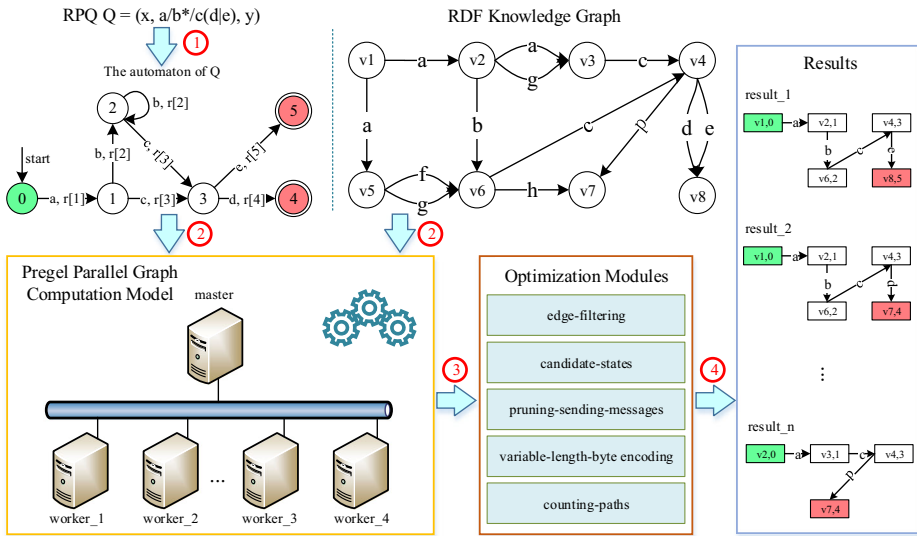 RPQ Q = (x, a/b*/c(d|e), y)
1
The automaton of Q
2
b, r[2]
5
start
b, r[2]
c, r[3]
e, r[5]
0
a, r[1]
1
c, r[3]
3
d, r[4]
4
2
RDF Knowledge Graph
v1
a
v2
a
g
v3
c
v4
a
b
c
d
d
e
v5
f
g
v6
h
v7
v8
2
Pregel Parallel Graph
Computation Model
master
...
worker_1
worker_2
worker_3
worker_4
3
Optimization Modules
edge-filtering
candidate-states
pruning-sending-messages
variable-length-byte encoding
counting-paths
4
Results
result_1
v1,0
a
v2,1
v4,3
b
c
e
v6,2
v8,5
result_2
v1,0
a
v2,1
v4,3
b
c
d
v6,2
v7,4
...
result_n
v2,0
a
v3,1
c
v4,3
d
v7,4